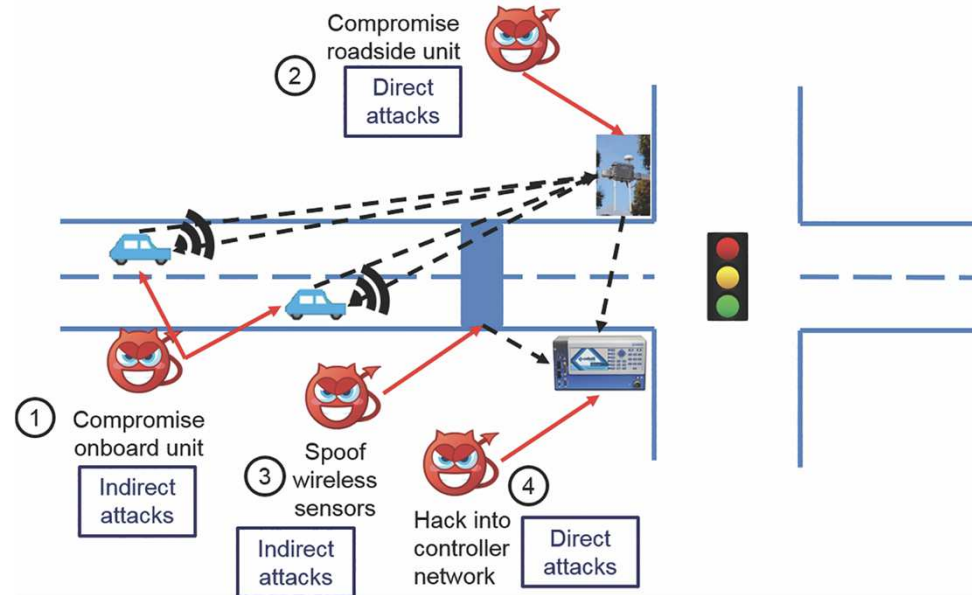 Compromise
roadside unit
2
Direct
attacks
1
Compromise
onboard unit
Indirect
attacks
3
Spoof
wireless
sensors
Indirect
attacks
4
Hack into
controller
network
Direct
attacks